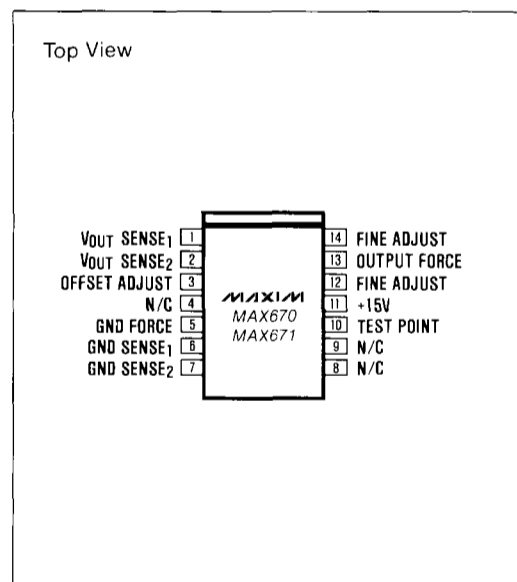 Top View
VOUT SENSE1 1
VOUT SENSE2 2
OFFSET ADJUST 3
N/C 4
GND FORCE 5
GND SENSE1 6
GND SENSE2 7
MAXIM
MAX670
MAX671
14 FINE ADJUST
13 OUTPUT FORCE
12 FINE ADJUST
11 +15V
10 TEST POINT
9 N/C
8 N/C